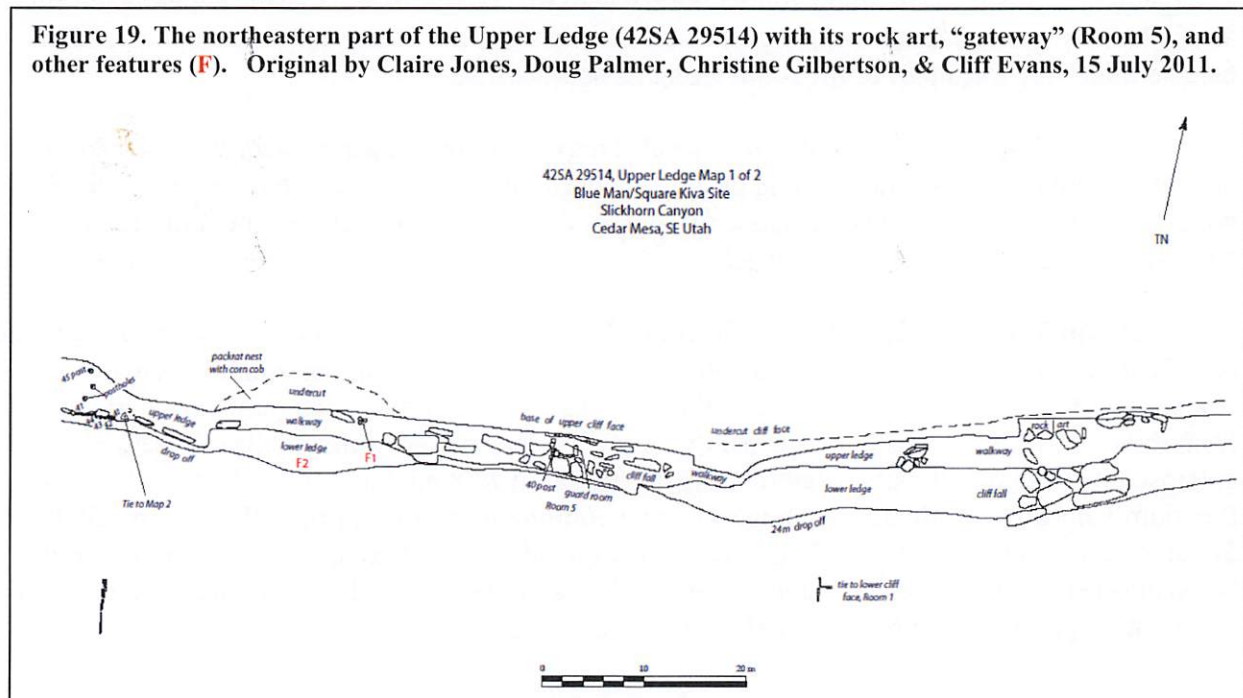 Figure 19. The northeastern part of the Upper Ledge (42SA 29514) with its rock art, “gateway” (Room 5), and
other features (F). Original by Claire Jones, Doug Palmer, Christine Gilbertson, & Cliff Evans, 15 July 2011.
42SA 29514, Upper Ledge Map 1 of 2
Blue Man/Square Kiva Site
Slickhorn Canyon
Cedar Mesa, SE Utah
TN
packrat nest
with corn cob
45 post
postholes
undercut
upper ledge
walkway
base of upper cliff face
undercut cliff face
rock art
F1
lower ledge
F2
drop off
Tie to Map 2
40 post
guard room
Room 5
cliff fall
walkway
upper ledge
walkway
lower ledge
cliff fall
24m drop off
tie to lower cliff
face, Room 1
0 10 20 m